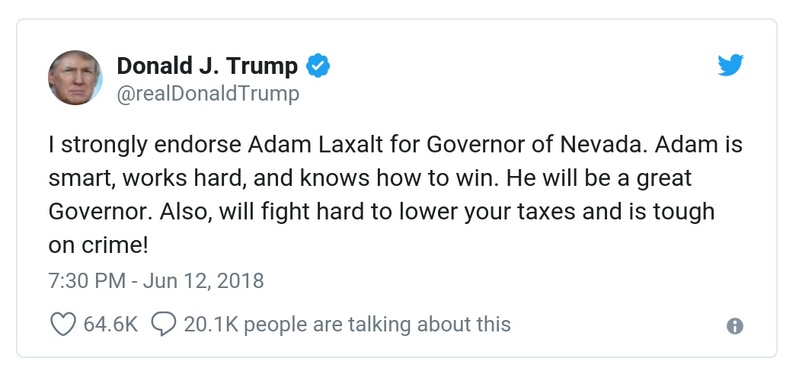 Donald J. Trump
@realDonaldTrump
I strongly endorse Adam Laxalt for Governor of Nevada. Adam is
smart, works hard, and knows how to win. He will be a great
Governor. Also, will fight hard to lower your taxes and is tough
on crime!
7:30 PM - Jun 12, 2018
64.6K 20.1K people are talking about this